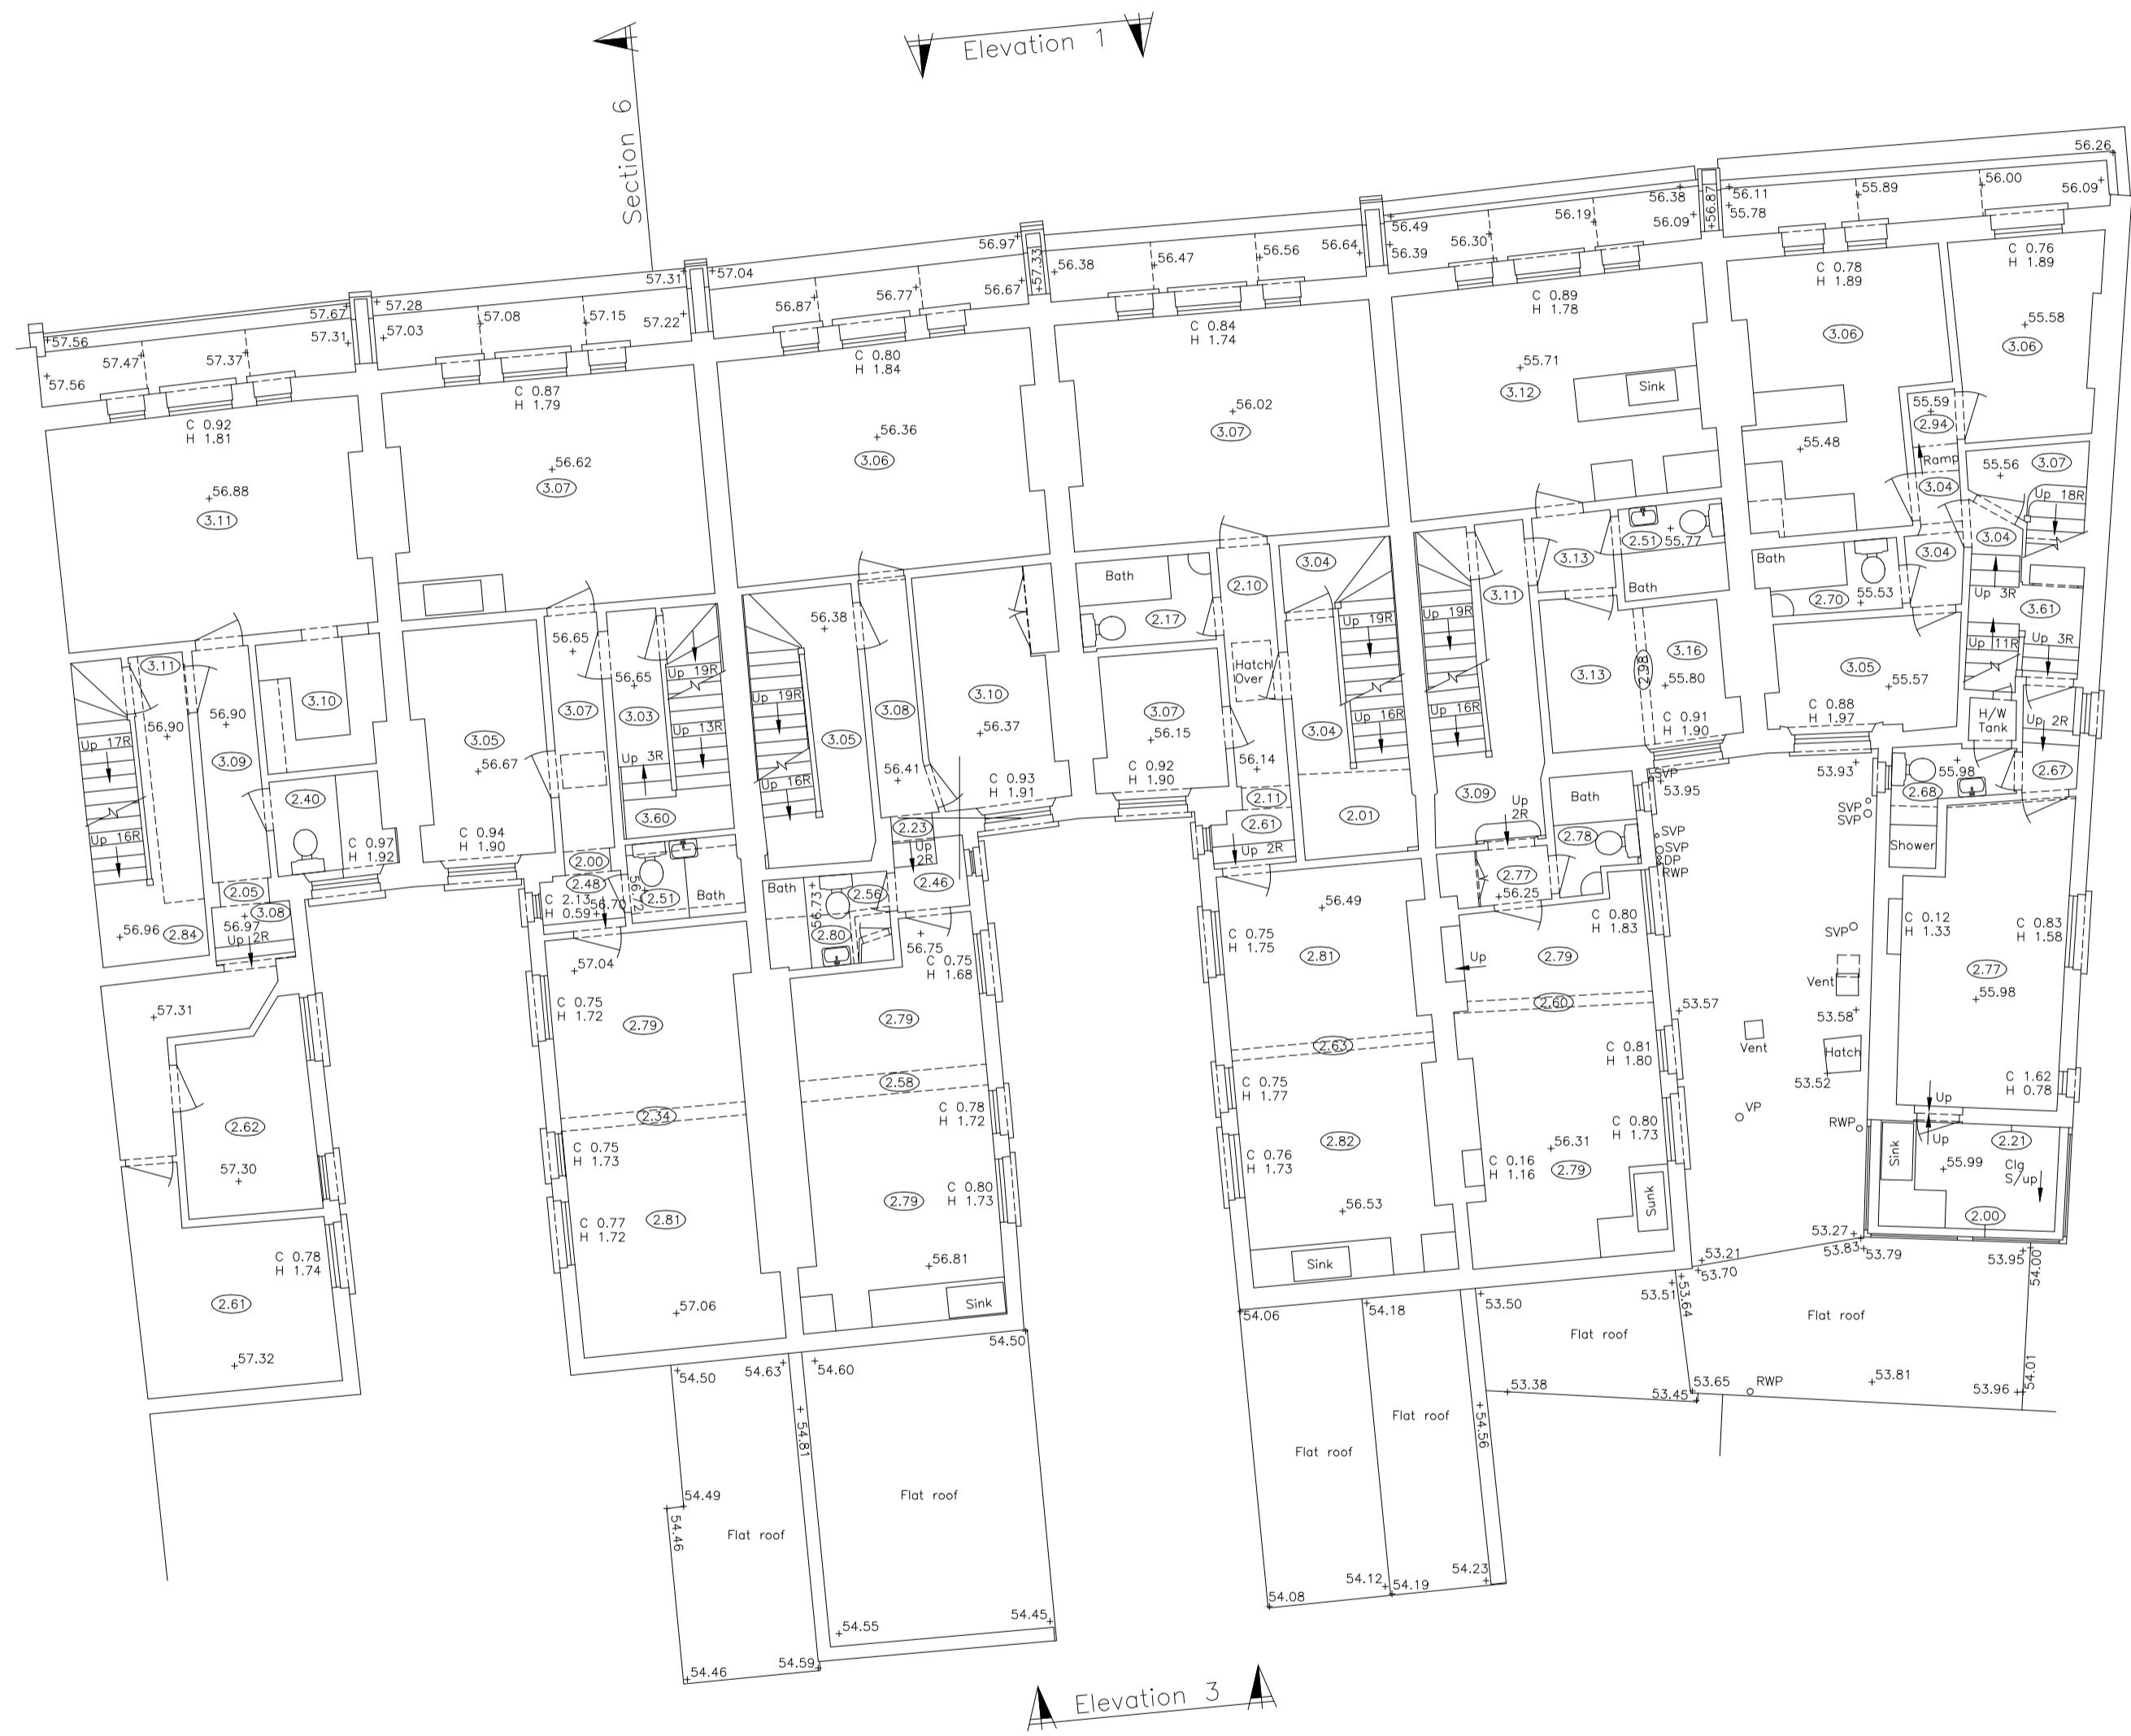 Elevation 1
Section 6
56.26
56.11
55.78
55.89
56.00
56.09
56.87
56.38
56.09
56.19
56.30
56.49
56.39
56.64
56.56
56.47
56.38
57.33
56.97
56.67
56.77
56.87
57.04
57.31
57.22
57.15
57.08
57.28
57.03
57.67
57.31
57.37
57.47
57.56
57.56
C 0.92
H 1.81
C 0.87
H 1.79
C 0.80
H 1.84
C 0.84
H 1.74
C 0.89
H 1.78
C 0.78
H 1.89
C 0.76
H 1.89
56.88
3.11
56.62
3.07
56.36
3.06
56.02
3.07
55.71
3.12
Sink
3.06
55.48
55.58
3.06
55.59
2.94
Ramp
3.04
55.56
3.07
Up 18R
3.04
3.04
Up 3R
3.61
Up 11R
Up 3R
H/W
Tank
Up 2R
2.67
Bath
2.70
55.53
3.05
55.57
C 0.88
H 1.97
3.13
2.51
55.77
Bath
3.11
3.13
2.98
3.16
55.80
C 0.91
H 1.90
Up 19R
Up 16R
3.09
Up
2R
Bath
2.78
2.77
56.25
3.04
Up 19R
3.04
Up 16R
2.01
Bath
2.17
2.10
Hatch
Over
3.07
56.15
C 0.92
H 1.90
56.14
2.11
2.61
Up 2R
56.38
Up 19R
3.05
Up 16R
3.08
3.10
56.37
56.41
C 0.93
H 1.91
2.23
Up
2R
2.46
Bath
56.73
2.56
2.80
56.75
C 0.75
H 1.68
56.65
56.65
3.07
3.03
Up 19R
Up 13R
Up 3R
3.60
3.05
56.67
C 0.94
H 1.90
2.00
2.48
C 2.13
H 0.59
56.70
56.72
2.51
Bath
3.11
56.90
56.90
3.10
3.09
Up 17R
Up 16R
2.40
C 0.97
H 1.92
2.05
3.08
56.97
Up 2R
56.96
2.84
57.31
2.62
57.30
C 0.78
H 1.74
2.61
57.32
57.04
C 0.75
H 1.72
2.79
2.34
C 0.75
H 1.73
C 0.77
H 1.72
2.81
57.06
2.79
2.58
C 0.78
H 1.72
C 0.80
H 1.73
2.79
56.81
Sink
56.49
C 0.75
H 1.75
2.81
2.63
C 0.75
H 1.77
C 0.76
H 1.73
2.82
56.53
Sink
C 0.80
H 1.83
Up
2.79
2.60
C 0.81
H 1.80
C 0.80
H 1.73
56.31
C 0.16
H 1.16
2.79
Sunk
SVP
53.95
SVP
SVP
DP
RWP
53.93
SVP
SVP
SVP
Vent
53.57
53.58
Vent
Hatch
53.52
VP
RWP
55.98
2.68
Shower
C 0.12
H 1.33
C 0.83
H 1.58
2.77
55.98
C 1.62
H 0.78
Up
Up
2.21
Sink
55.99
Clg
S/up
2.00
53.27
53.83
53.79
53.95
54.00
53.21
53.70
53.51
53.64
53.50
Flat roof
Flat roof
53.81
53.96
54.01
53.65
RWP
53.38
53.45
54.06
54.18
Flat roof
Flat roof
54.56
54.08
54.12
54.19
54.23
54.50
54.63
54.60
54.50
54.81
54.49
54.46
Flat roof
Flat roof
54.55
54.45
54.46
54.59
Elevation 3